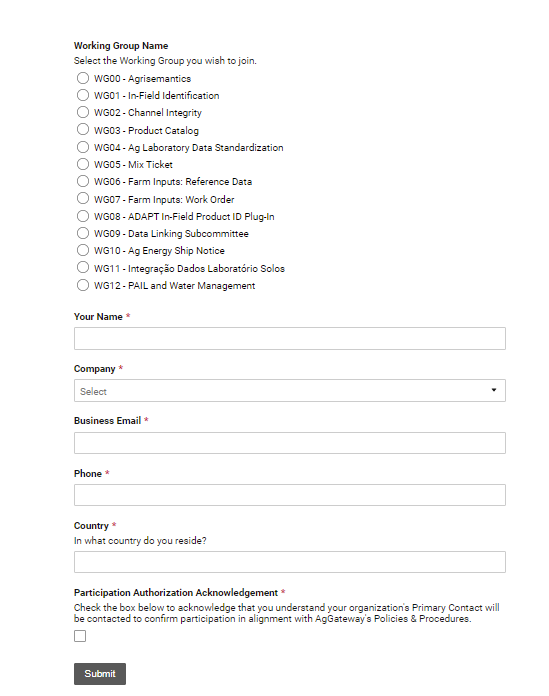 Working Group Name
Select the Working Group you wish to join.
WG00 - Agrisemantics
WG01 - In-Field Identification
WG02 - Channel Integrity
WG03 - Product Catalog
WG04 - Ag Laboratory Data Standardization
WG05 - Mix Ticket
WG06 - Farm Inputs: Reference Data
WG07 - Farm Inputs: Work Order
WG08 - ADAPT In-Field Product ID Plug-In
WG09 - Data Linking Subcommittee
WG10 - Ag Energy Ship Notice
WG11 - Integração Dados Laboratório Solos
WG12 - PAIL and Water Management
Your Name *
Company *
Select
Business Email *
Phone *
Country *
In what country do you reside?
Participation Authorization Acknowledgement *
Check the box below to acknowledge that you understand your organization's Primary Contact will
be contacted to confirm participation in alignment with AgGateway's Policies & Procedures.
Submit